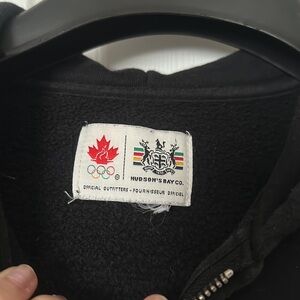 ®
HUDSON'S BAY CO.
OFFICIAL OUTFITTERS • FOURNISSEUR OFFICIEL